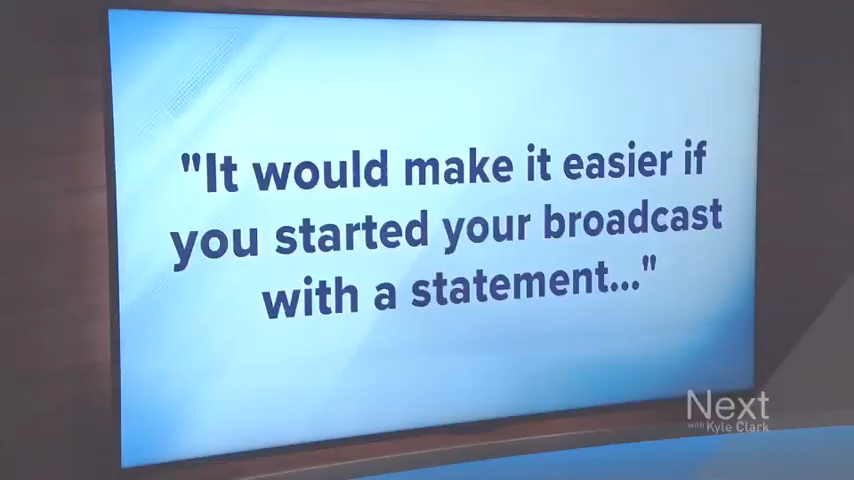 "It would make it easier if
you started your broadcast
with a statement..."
Next
with Kyle Clark